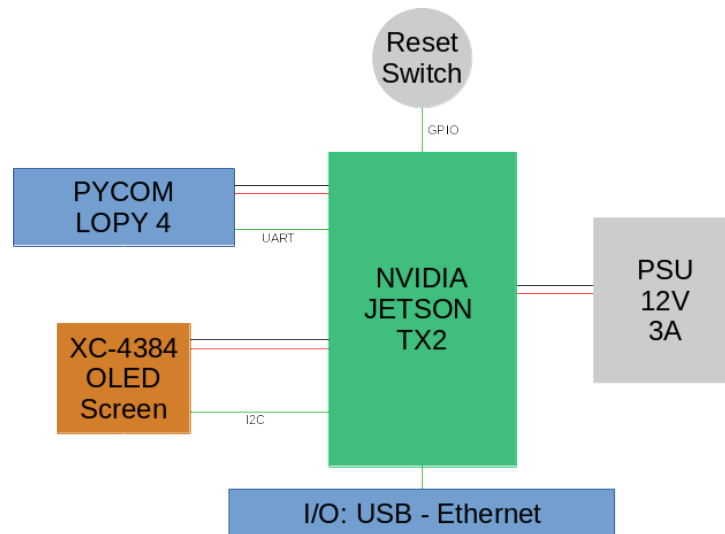 Reset
Switch
GPIO
PYCOM
LOPY 4
UART
NVIDIA
JETSON
TX2
PSU
12V
3A
XC-4384
OLED
Screen
I2C
I/O: USB - Ethernet